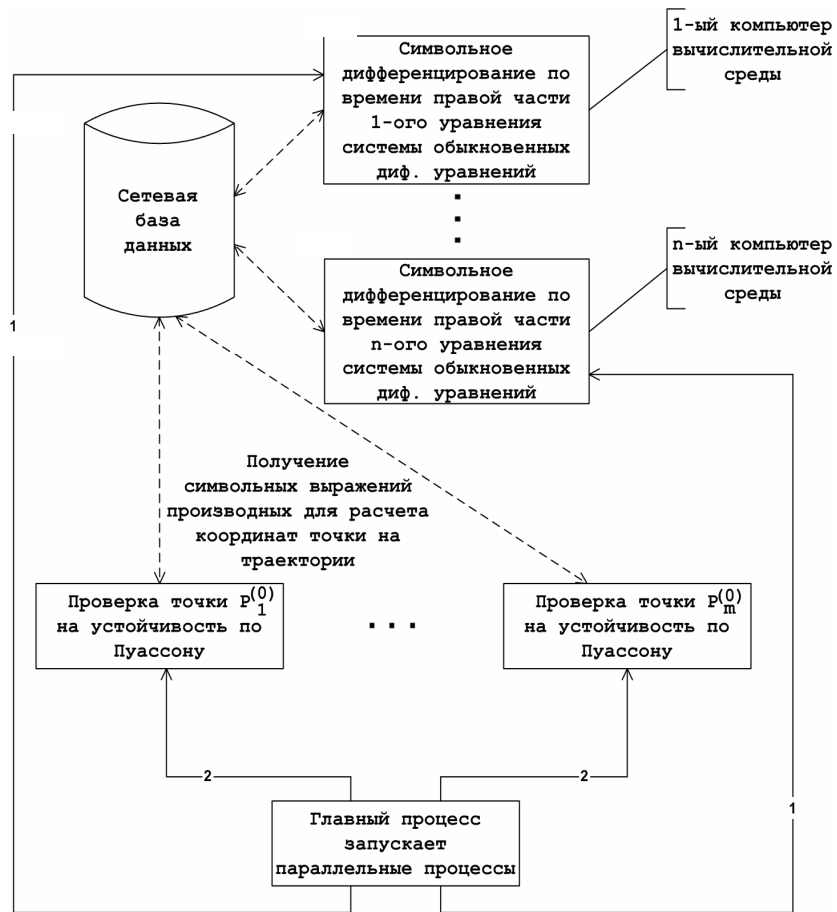 Символьное
дифференцирование по
времени правой части
1-ого уравнения
системы обыкновенных
диф. уравнений
1-ый компьютер
вычислительной
среды
Сетевая
база
данных
Символьное
дифференцирование по
времени правой части
n-ого уравнения
системы обыкновенных
диф. уравнений
n-ый компьютер
вычислительной
среды
1
Получение
символьных выражений
производных для расчета
координат точки на
траектории
Проверка точки P₁⁽⁰⁾
на устойчивость по
Пуассону
. . .
Проверка точки Pₘ⁽⁰⁾
на устойчивость по
Пуассону
2
2
Главный процесс
запускает
параллельные процессы
1